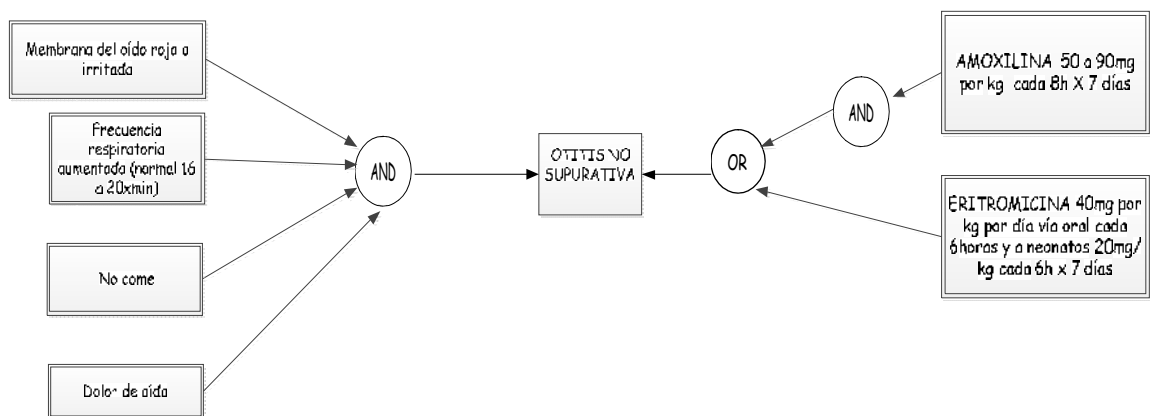 Membrana del oído roja o
irritada
Frecuencia
respiratoria
aumentada (normal 16
a 20xmin)
No come
Dolor de oído
AND
OTITIS NO
SUPURATIVA
OR
AND
AMOXILINA 50 a 90mg
por kg cada 8h X 7 días
ERITROMICINA 40mg por
kg por día vía oral cada
6horas y a neonatos 20mg/
kg cada 6h x 7 días